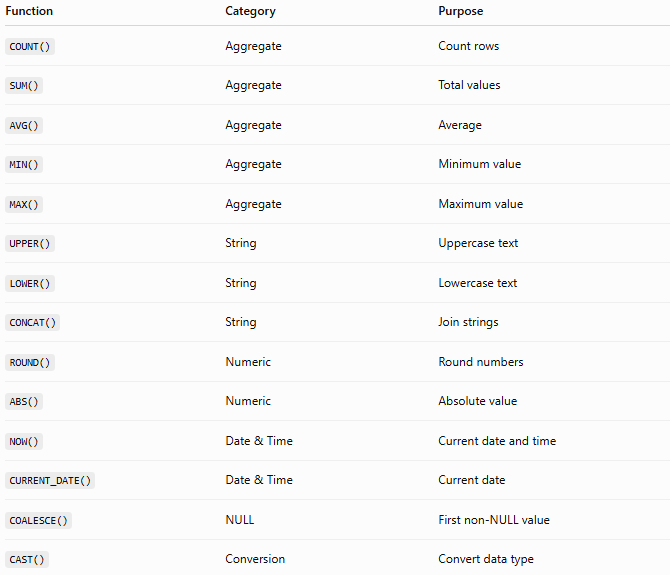 Function Category Purpose
COUNT() Aggregate Count rows
SUM() Aggregate Total values
AVG() Aggregate Average
MIN() Aggregate Minimum value
MAX() Aggregate Maximum value
UPPER() String Uppercase text
LOWER() String Lowercase text
CONCAT() String Join strings
ROUND() Numeric Round numbers
ABS() Numeric Absolute value
NOW() Date & Time Current date and time
CURRENT_DATE() Date & Time Current date
COALESCE() NULL First non-NULL value
CAST() Conversion Convert data type